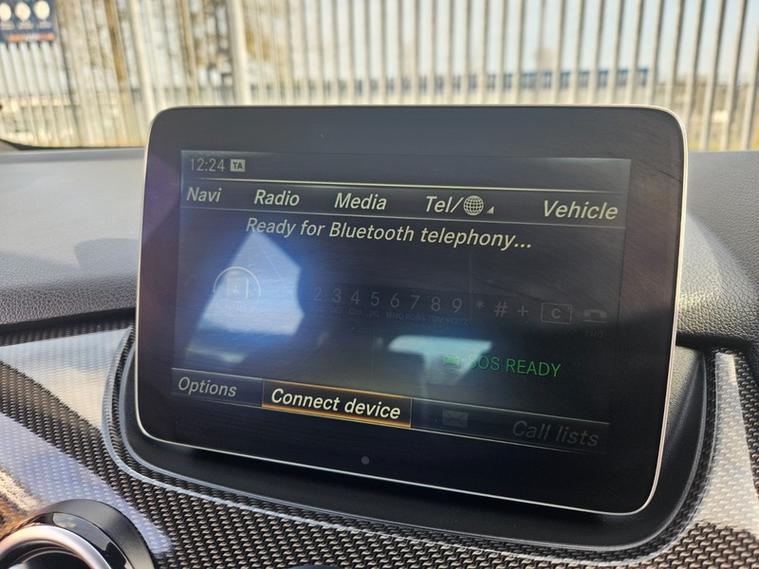 12:24 TA
Navi Radio Media Tel/ Vehicle
Ready for Bluetooth telephony...
2 3 4 5 6 7 8 9 * # + C
SOS READY
Options Connect device Call lists